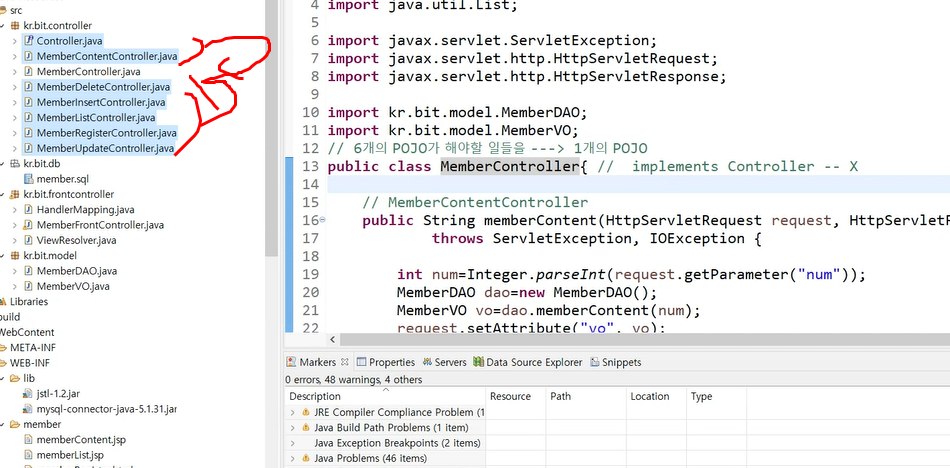 src
kr.bit.controller
Controller.java
MemberContentController.java
MemberController.java
MemberDeleteController.java
MemberInsertController.java
MemberListController.java
MemberRegisterController.java
MemberUpdateController.java
kr.bit.db
member.sql
kr.bit.frontcontroller
HandlerMapping.java
MemberFrontController.java
ViewResolver.java
kr.bit.model
MemberDAO.java
MemberVO.java
Libraries
build
WebContent
META-INF
WEB-INF
lib
jstl-1.2.jar
mysql-connector-java-5.1.31.jar
member
memberContent.jsp
memberList.jsp
4 import java.util.List;
5
6 import javax.servlet.ServletException;
7 import javax.servlet.http.HttpServletRequest;
8 import javax.servlet.http.HttpServletResponse;
9
10 import kr.bit.model.MemberDAO;
11 import kr.bit.model.MemberVO;
12 // 6개의 POJO가 해야할 일들을 ---> 1개의 POJO
13 public class MemberController{ // implements Controller -- X
14
15 // MemberContentController
16 public String memberContent(HttpServletRequest request, HttpServletR
17 throws ServletException, IOException {
18
19 int num=Integer.parseInt(request.getParameter("num"));
20 MemberDAO dao=new MemberDAO();
21 MemberVO vo=dao.memberContent(num);
22 request.setAttribute("vo", vo);
Markers Properties Servers Data Source Explorer Snippets
0 errors, 48 warnings, 4 others
Description Resource Path Location Type
JRE Compiler Compliance Problem (1
Java Build Path Problems (1 item)
Java Exception Breakpoints (2 items)
Java Problems (46 items)